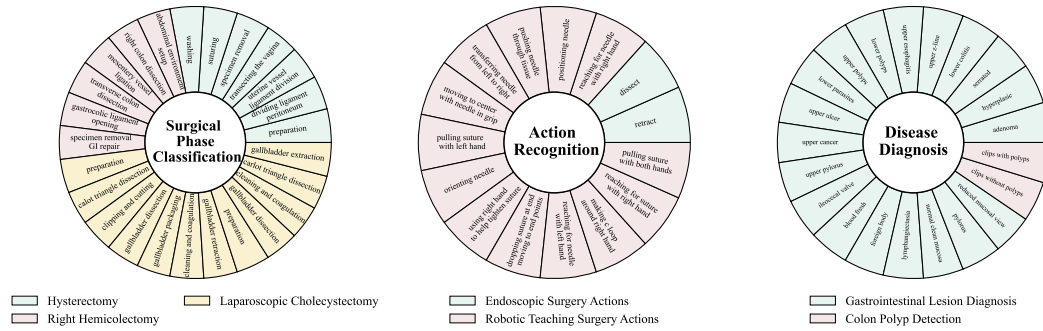 abdominal environment
setup
right colon dissection
mesentery vessel
ligation
transverse colon
dissection
gastrocolic ligament
opening
specimen removal
GI repair
washing
suturing
specimen removal
transecting the vagina
uterine vessel
ligament division
dividing ligament
peritoneum
preparation
Surgical
Phase
Classification
gallbladder extraction
carlot triangle dissection
cleaning and coagulation
gallbladder dissection
preparation
gallbladder retraction
cleaning and coagulation
gallbladder packaging
gallbladder dissection
clipping and cutting
calot triangle dissection
preparation
Hysterectomy
Laparoscopic Cholecystectomy
Right Hemicolectomy
reaching for needle
with right hand
positioning needle
pushing needle
through tissue
transferring needle
from left to right
moving to center
with needle in grip
pulling suture
with left hand
orienting needle
using right hand
to help tighten suture
dropping suture at end
moving to end points
reaching for needle
with left hand
making c loop
around right hand
reaching for suture
with right hand
pulling suture
with both hands
dissect
retract
Action
Recognition
Endoscopic Surgery Actions
Robotic Teaching Surgery Actions
upper esophagitis
upper z-line
lower colitis
serrated
hyperplasic
adenoma
clips with polyps
clips without polyps
reduced mucosal view
pylorus
normal clean mucosa
lymphangiectasia
foreign body
blood fresh
ileocecal valve
upper pylorus
upper cancer
upper ulcer
lower parasites
upper polyps
lower polyps
Disease
Diagnosis
Gastrointestinal Lesion Diagnosis
Colon Polyp Detection